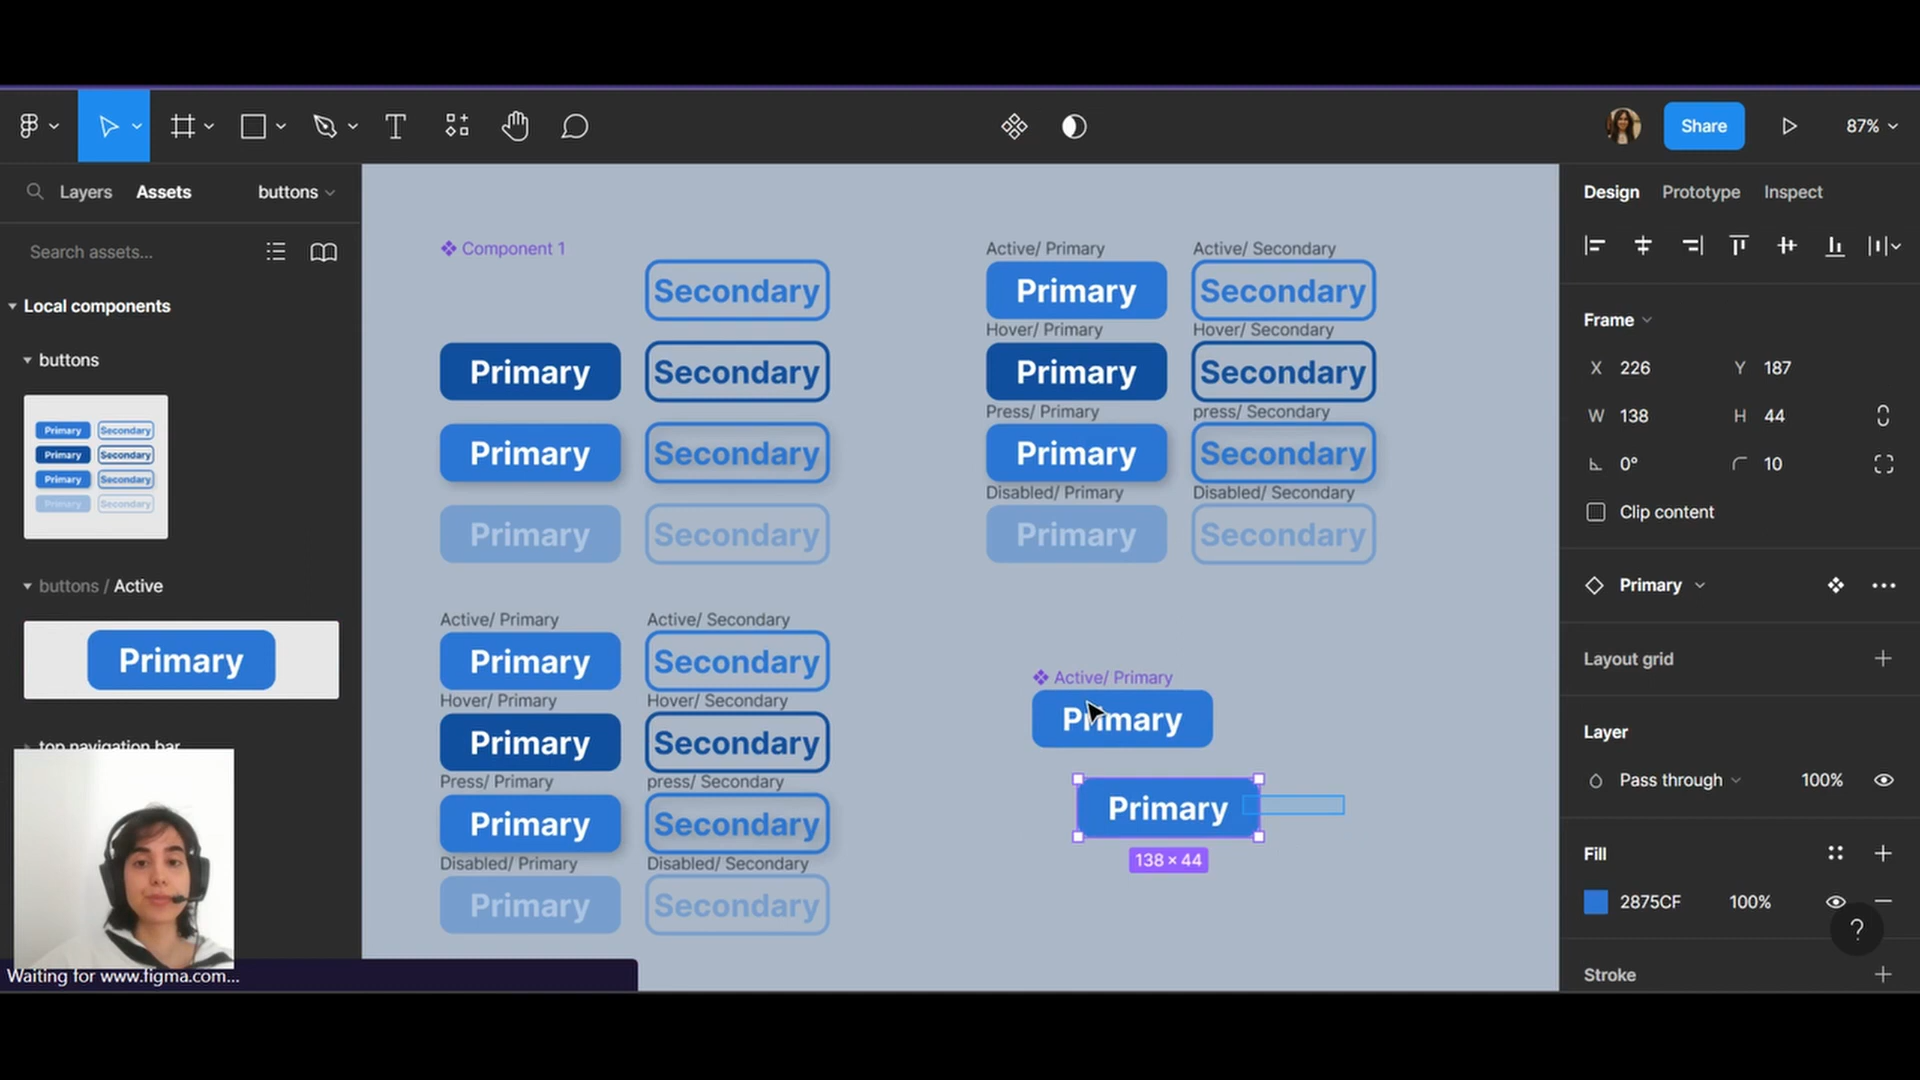 Share
87%
Layers
Assets
buttons
Search assets...
Local components
buttons
Primary
Secondary
Primary
Secondary
Primary
Secondary
Primary
Secondary
buttons / Active
Primary
top navigation bar
Waiting for www.figma.com...
Component 1
Secondary
Primary
Secondary
Primary
Secondary
Primary
Secondary
Active/ Primary
Active/ Secondary
Primary
Secondary
Hover/ Primary
Hover/ Secondary
Primary
Secondary
Press/ Primary
press/ Secondary
Primary
Secondary
Disabled/ Primary
Disabled/ Secondary
Primary
Secondary
Active/ Primary
Active/ Secondary
Primary
Secondary
Hover/ Primary
Hover/ Secondary
Primary
Secondary
Press/ Primary
press/ Secondary
Primary
Secondary
Disabled/ Primary
Disabled/ Secondary
Primary
Secondary
Active/ Primary
Primary
Primary
138 × 44
Design
Prototype
Inspect
Frame
X 226
Y 187
W 138
H 44
0°
10
Clip content
Primary
Layout grid
Layer
Pass through
100%
Fill
2875CF
100%
?
Stroke